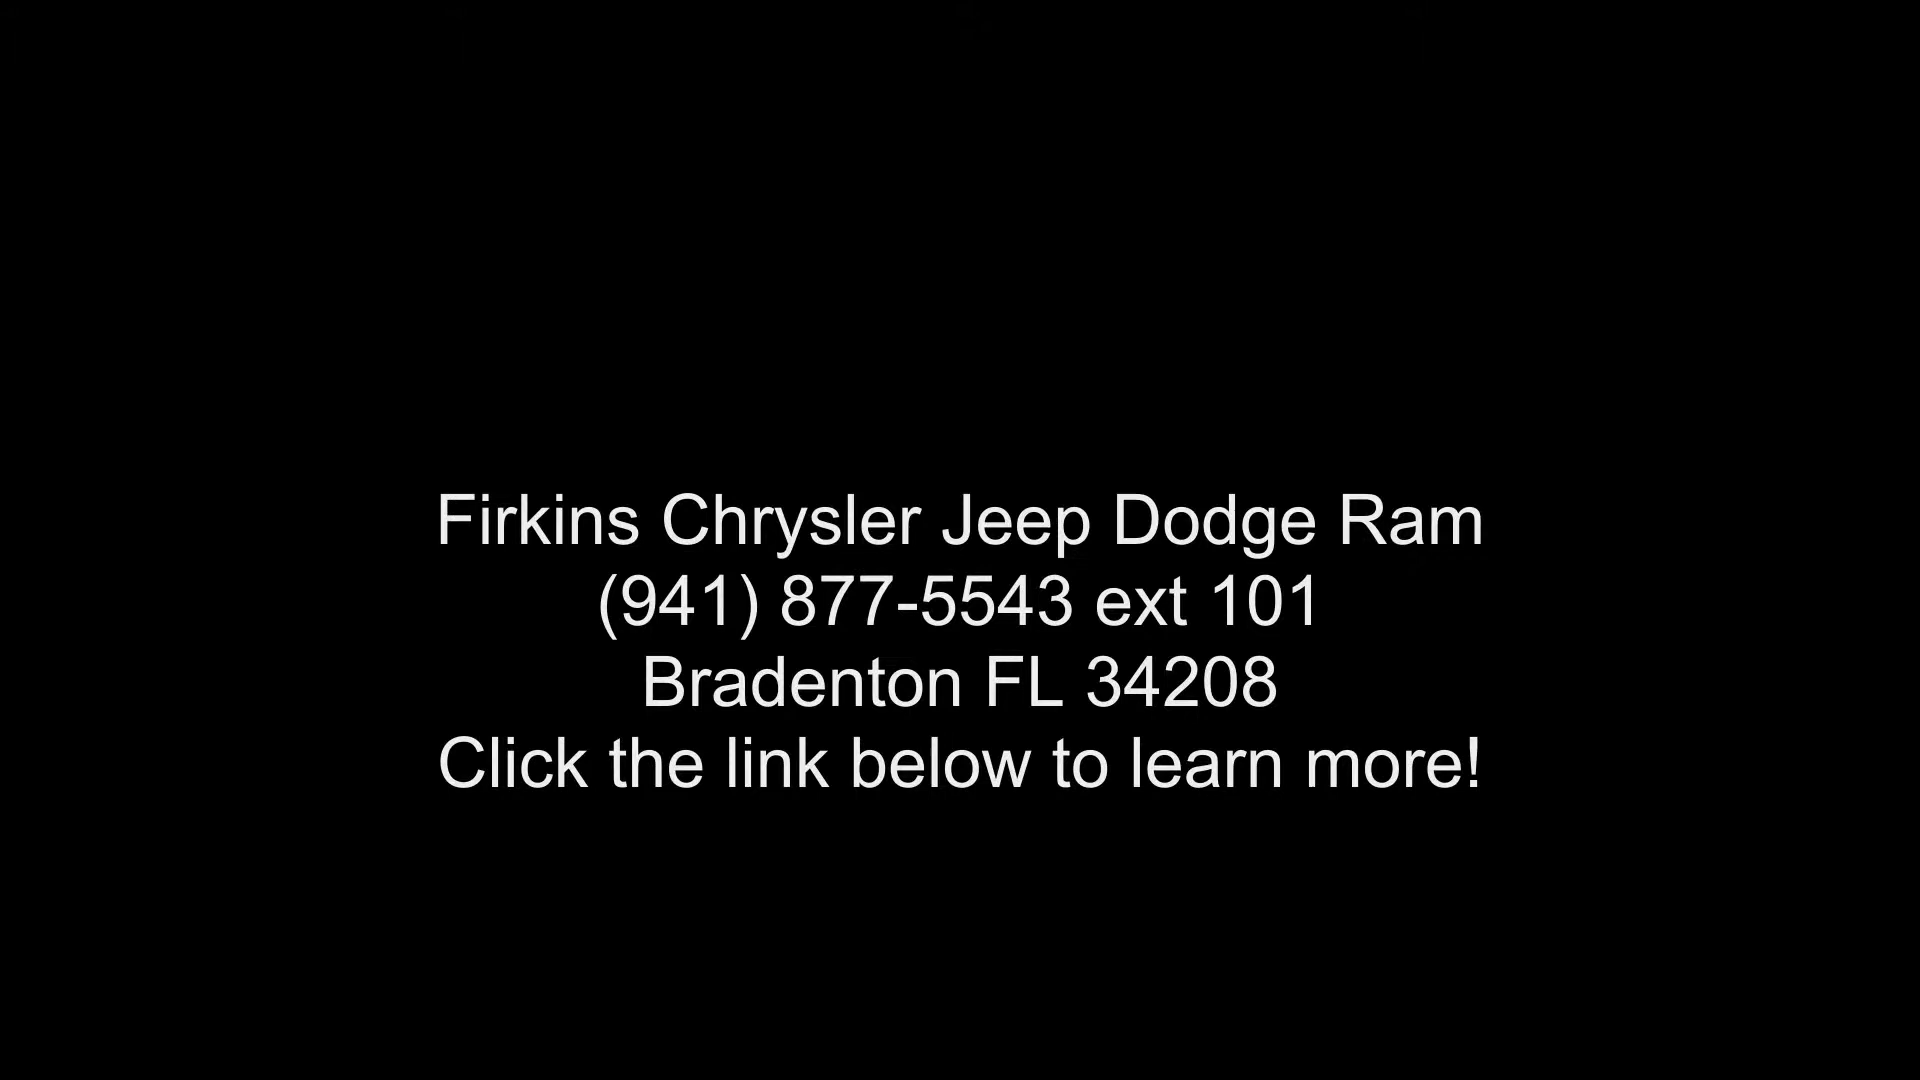 Firkins Chrysler Jeep Dodge Ram
(941) 877-5543 ext 101
Bradenton FL 34208
Click the link below to learn more!